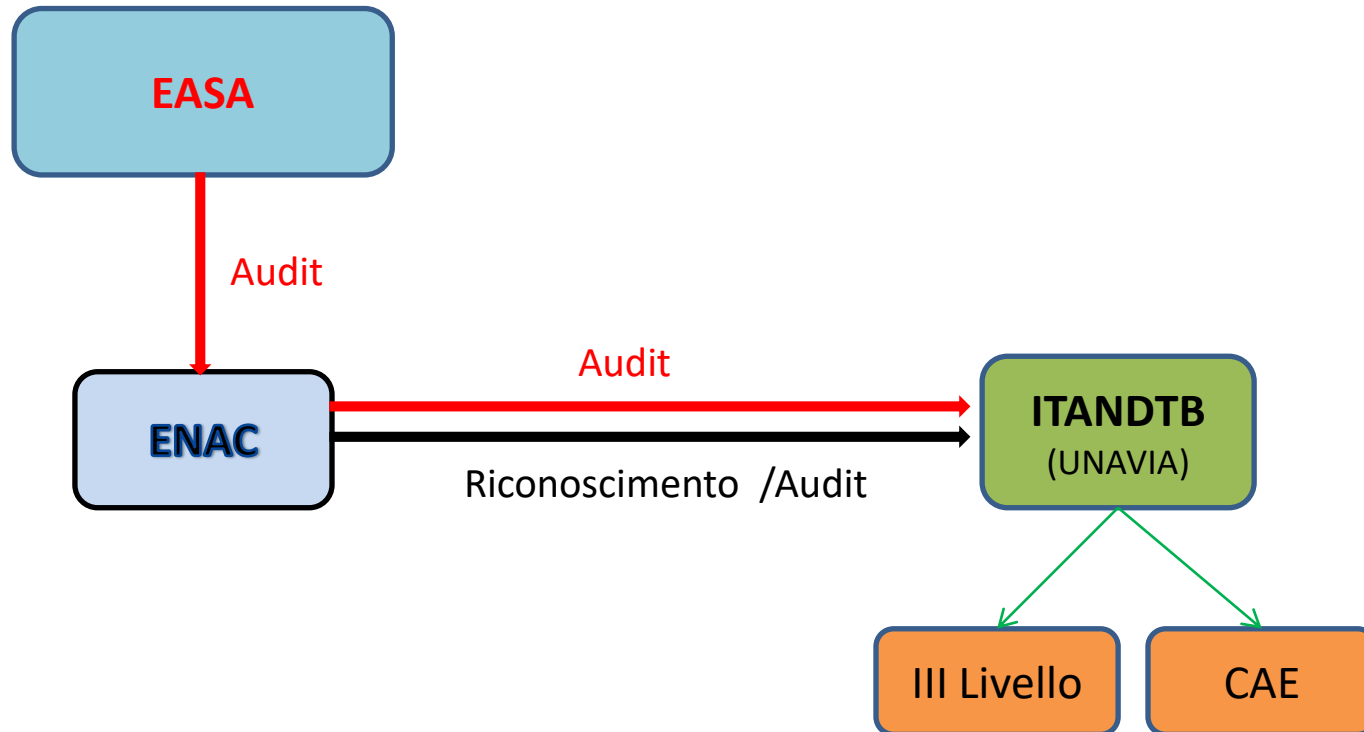 EASA
Audit
Audit
ENAC
ITANDTB
(UNAVIA)
Riconoscimento /Audit
III Livello
CAE